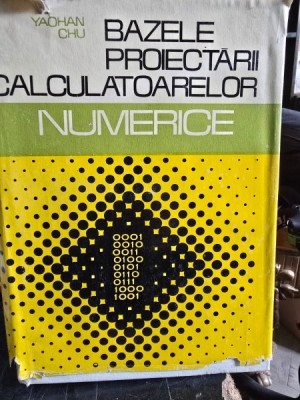 YAOHAN
CHU
BAZELE
PROIECTĂRII
CALCULATOARELOR
NUMERICE
0001
0010
0011
0100
0101
0110
0111
1000
1001